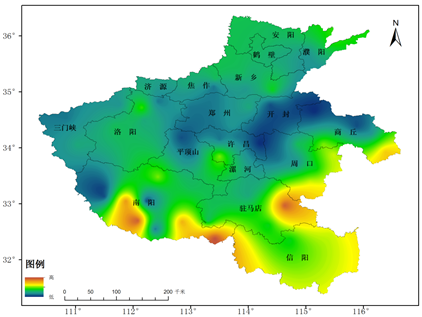 N
36°
安 阳
鹤 壁
濮 阳
新 乡
济 源
焦 作
35°
郑 州
开 封
三门峡
洛 阳
商 丘
34°
平顶山
许 昌
漯 河
周 口
33°
南 阳
驻马店
32°
信 阳
图例
高
低
0 50 100 200 千米
111° 112° 113° 114° 115° 116°